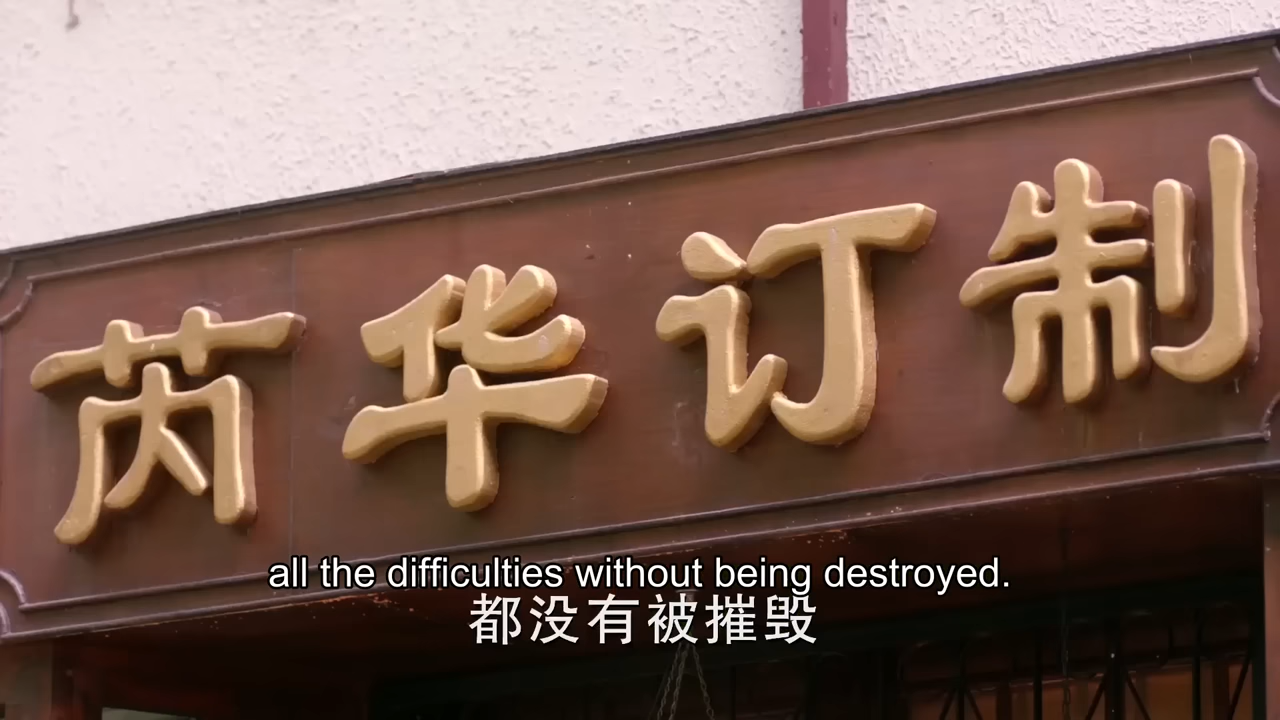 芮华订制
all the difficulties without being destroyed.
都没有被摧毁